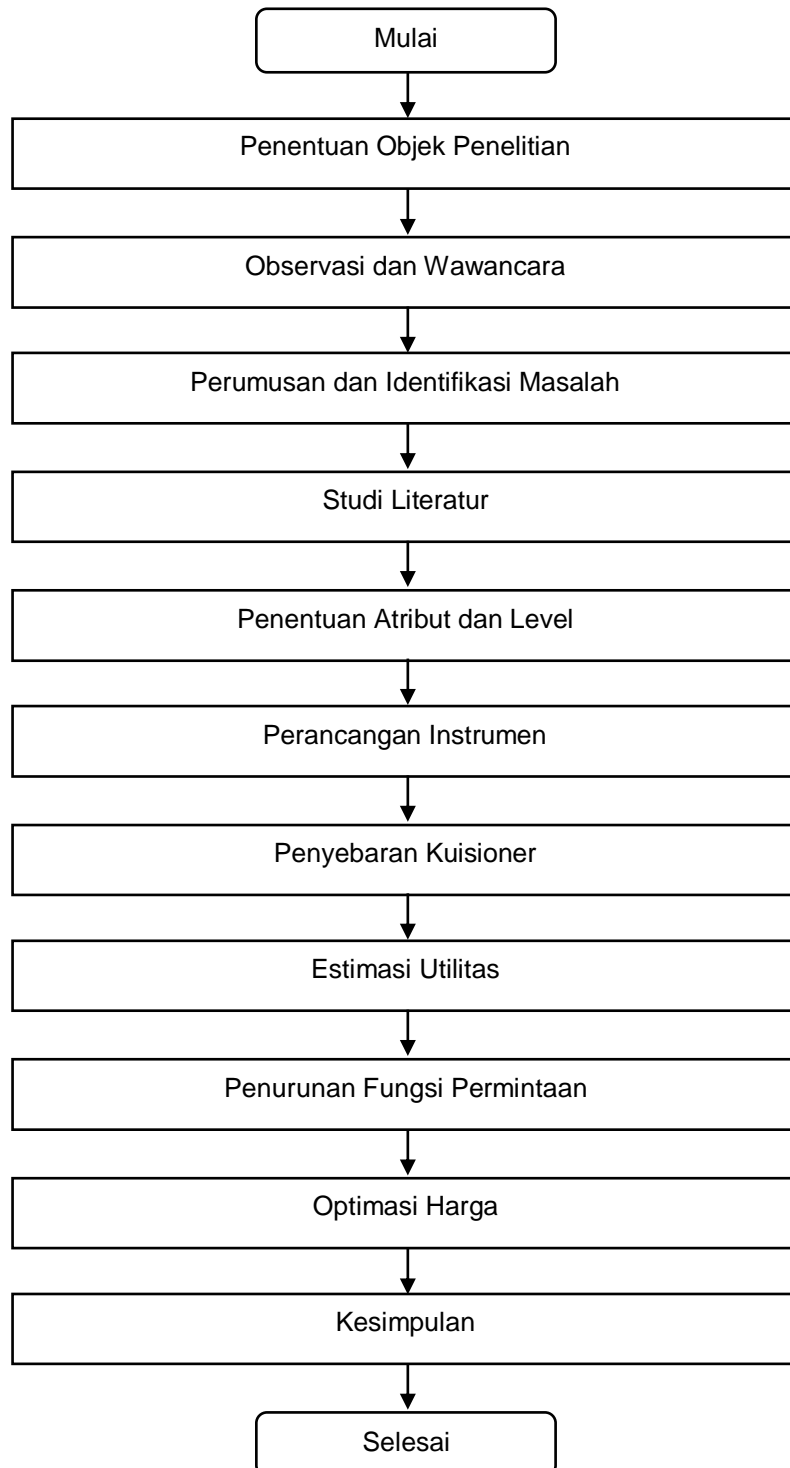 Mulai
Penentuan Objek Penelitian
Observasi dan Wawancara
Perumusan dan Identifikasi Masalah
Studi Literatur
Penentuan Atribut dan Level
Perancangan Instrumen
Penyebaran Kuisioner
Estimasi Utilitas
Penurunan Fungsi Permintaan
Optimasi Harga
Kesimpulan
Selesai